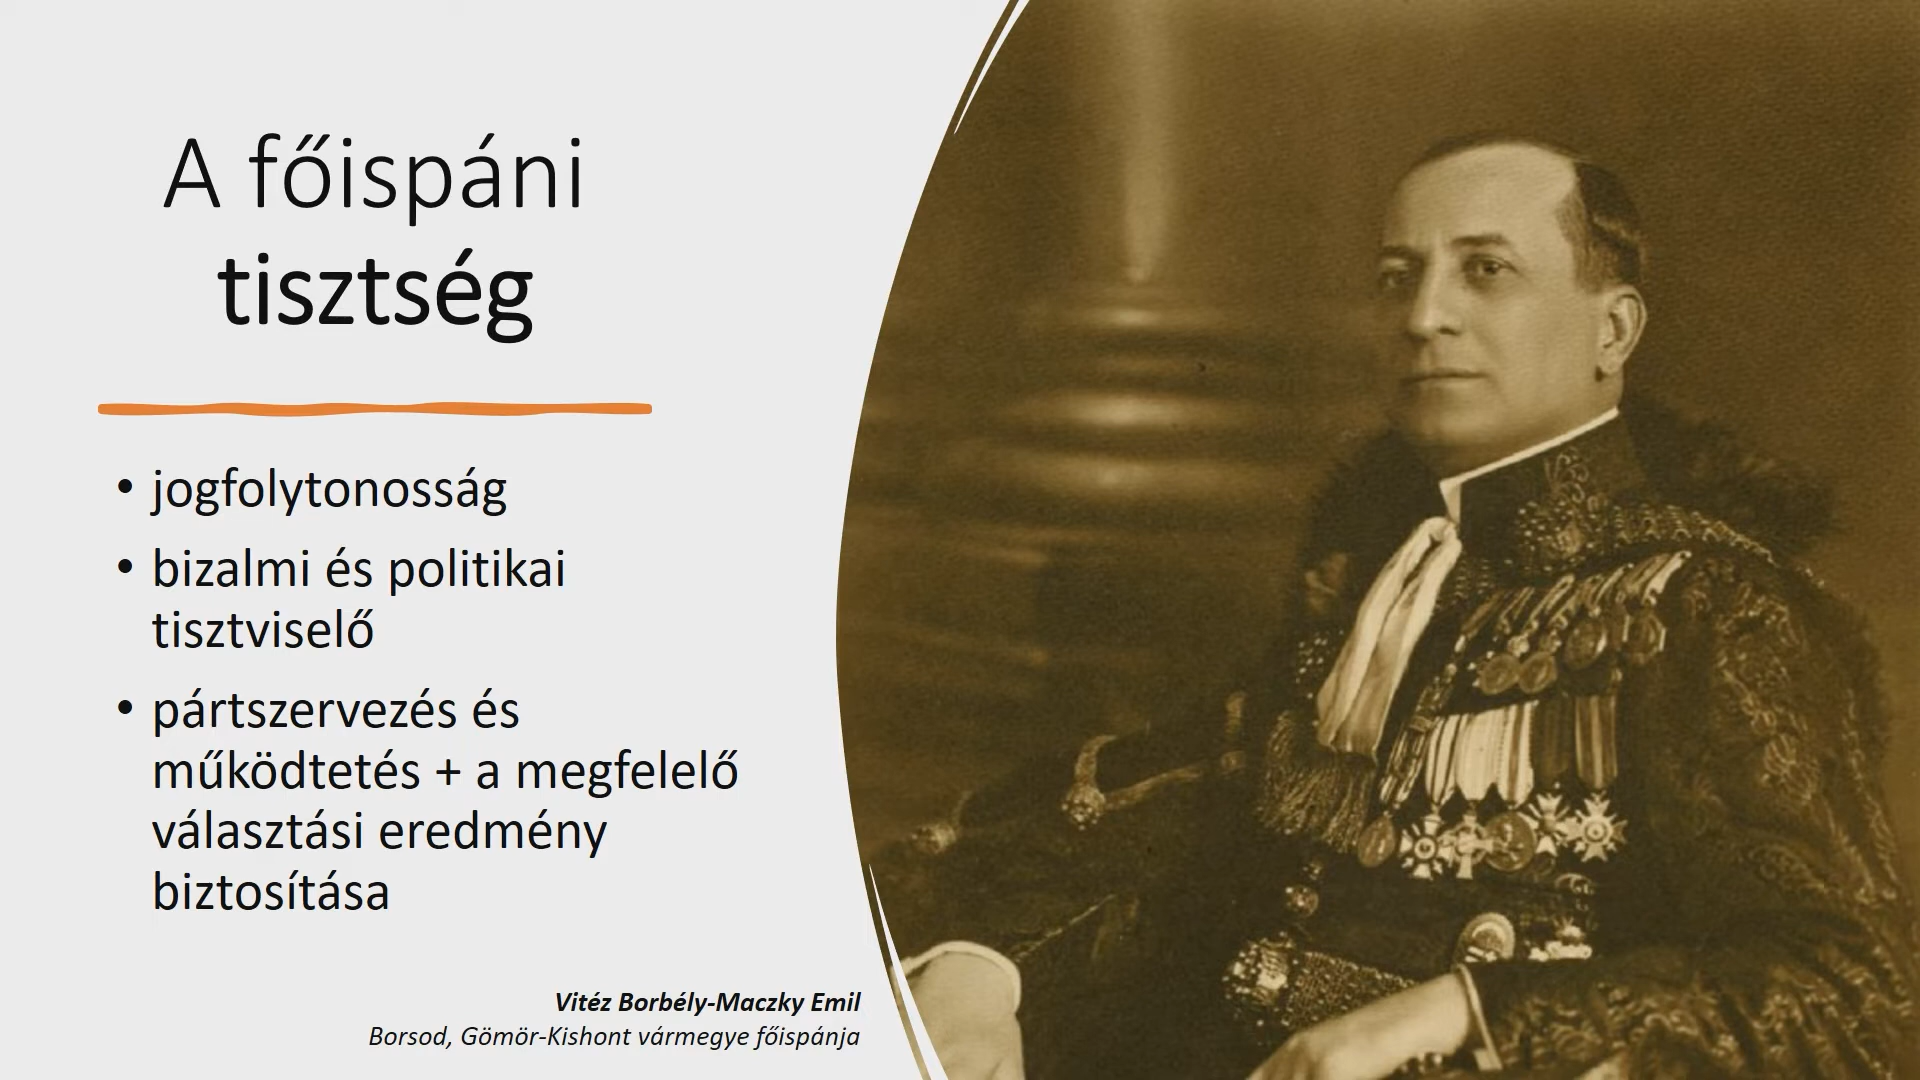 A főispáni
tisztség
• jogfolytonosság
• bizalmi és politikai
tisztviselő
• pártszervezés és
működtetés + a megfelelő
választási eredmény
biztosítása
Vitéz Borbély-Maczky Emil
Borsod, Gömör-Kishont vármegye főispánja